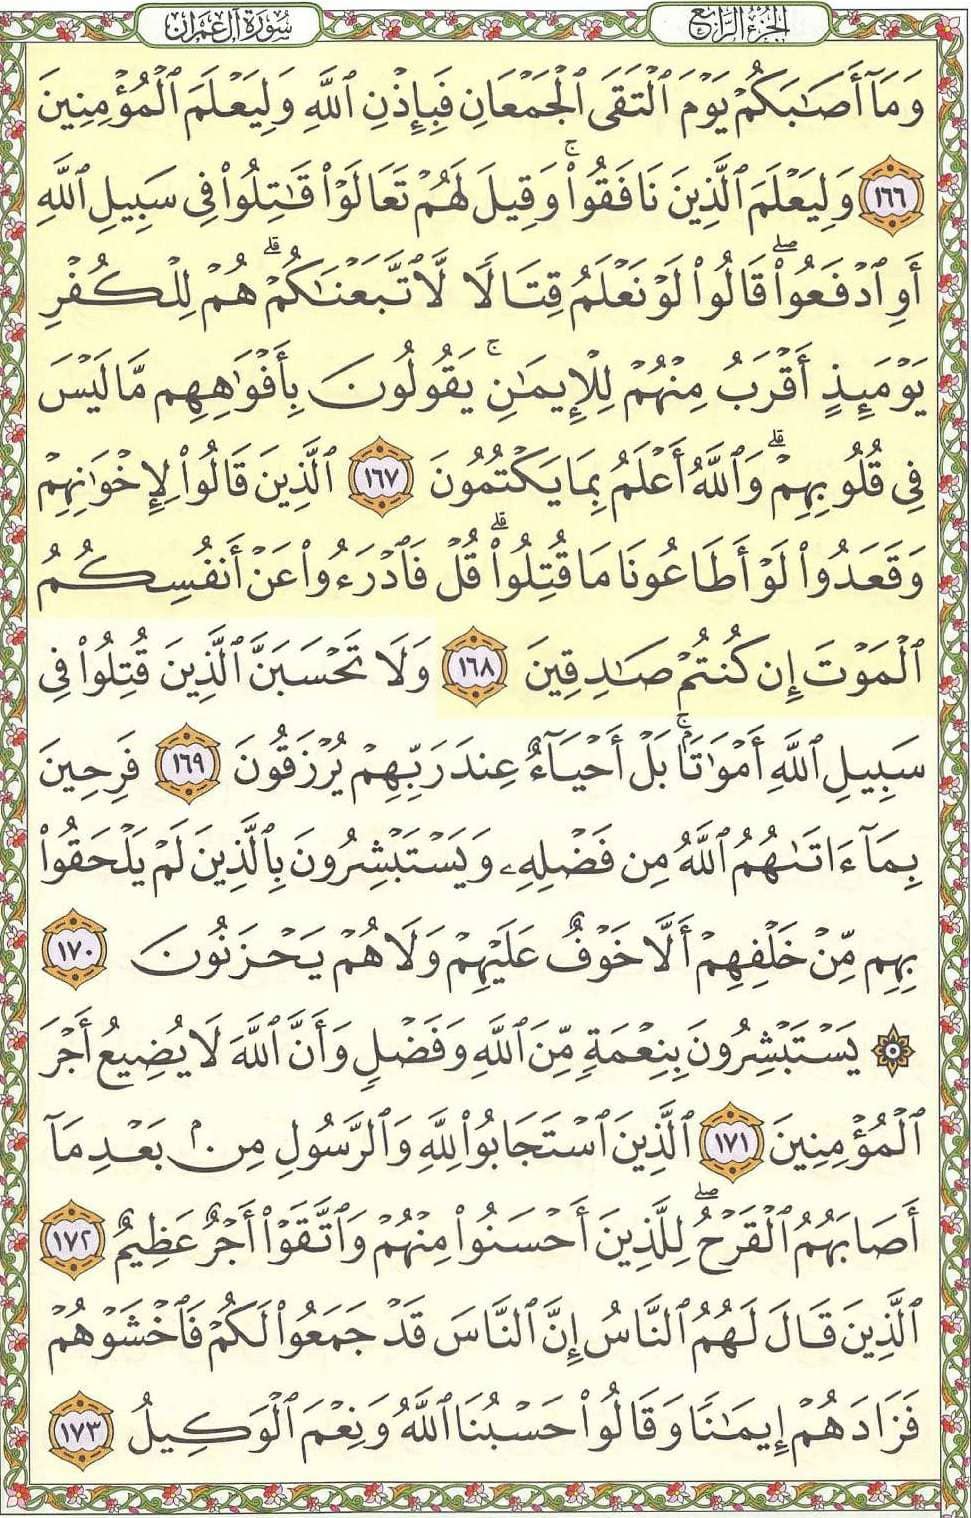 الجزء الرابع
سورة آل عمران
وَمَآ أَصَٰبَكُمۡ يَوۡمَ ٱلۡتَقَى ٱلۡجَمۡعَانِ فَبِإِذۡنِ ٱللَّهِ وَلِيَعۡلَمَ ٱلۡمُؤۡمِنِينَ
١٦٦ وَلِيَعۡلَمَ ٱلَّذِينَ نَافَقُواْۚ وَقِيلَ لَهُمۡ تَعَالَوۡاْ قَٰتِلُواْ فِي سَبِيلِ ٱللَّهِ
أَوِ ٱدۡفَعُواْۖ قَالُواْ لَوۡ نَعۡلَمُ قِتَالٗا لَّٱتَّبَعۡنَٰكُمۡۗ هُمۡ لِلۡكُفۡرِ
يَوۡمَئِذٍ أَقۡرَبُ مِنۡهُمۡ لِلۡإِيمَٰنِۚ يَقُولُونَ بِأَفۡوَٰهِهِم مَّا لَيۡسَ
فِي قُلُوبِهِمۡۗ وَٱللَّهُ أَعۡلَمُ بِمَا يَكۡتُمُونَ ١٦٧ ٱلَّذِينَ قَالُواْ لِإِخۡوَٰنِهِمۡ
وَقَعَدُواْ لَوۡ أَطَاعُونَا مَا قُتِلُواْۗ قُلۡ فَٱدۡرَءُواْ عَنۡ أَنفُسِكُمُ
ٱلۡمَوۡتَ إِن كُنتُمۡ صَٰدِقِينَ ١٦٨ وَلَا تَحۡسَبَنَّ ٱلَّذِينَ قُتِلُواْ فِي
سَبِيلِ ٱللَّهِ أَمۡوَٰتَۢاۚ بَلۡ أَحۡيَآءٌ عِندَ رَبِّهِمۡ يُرۡزَقُونَ ١٦٩ فَرِحِينَ
بِمَآ ءَاتَىٰهُمُ ٱللَّهُ مِن فَضۡلِهِۦ وَيَسۡتَبۡشِرُونَ بِٱلَّذِينَ لَمۡ يَلۡحَقُواْ
بِهِم مِّنۡ خَلۡفِهِمۡ أَلَّا خَوۡفٌ عَلَيۡهِمۡ وَلَا هُمۡ يَحۡزَنُونَ ١٧٠
۞ يَسۡتَبۡشِرُونَ بِنِعۡمَةٖ مِّنَ ٱللَّهِ وَفَضۡلٖ وَأَنَّ ٱللَّهَ لَا يُضِيعُ أَجۡرَ
ٱلۡمُؤۡمِنِينَ ١٧١ ٱلَّذِينَ ٱسۡتَجَابُواْ لِلَّهِ وَٱلرَّسُولِ مِنۢ بَعۡدِ مَآ
أَصَابَهُمُ ٱلۡقَرۡحُۖ لِلَّذِينَ أَحۡسَنُواْ مِنۡهُمۡ وَٱتَّقَوۡاْ أَجۡرٌ عَظِيمٌ ١٧٢
ٱلَّذِينَ قَالَ لَهُمُ ٱلنَّاسُ إِنَّ ٱلنَّاسَ قَدۡ جَمَعُواْ لَكُمۡ فَٱخۡشَوۡهُمۡ
فَزَادَهُمۡ إِيمَٰنٗا وَقَالُواْ حَسۡبُنَا ٱللَّهُ وَنِعۡمَ ٱلۡوَكِيلُ ١٧٣